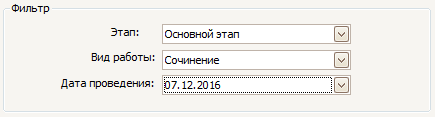 Фильтр
Этап: Основной этап
Вид работы: Сочинение
Дата проведения: 07.12.2016